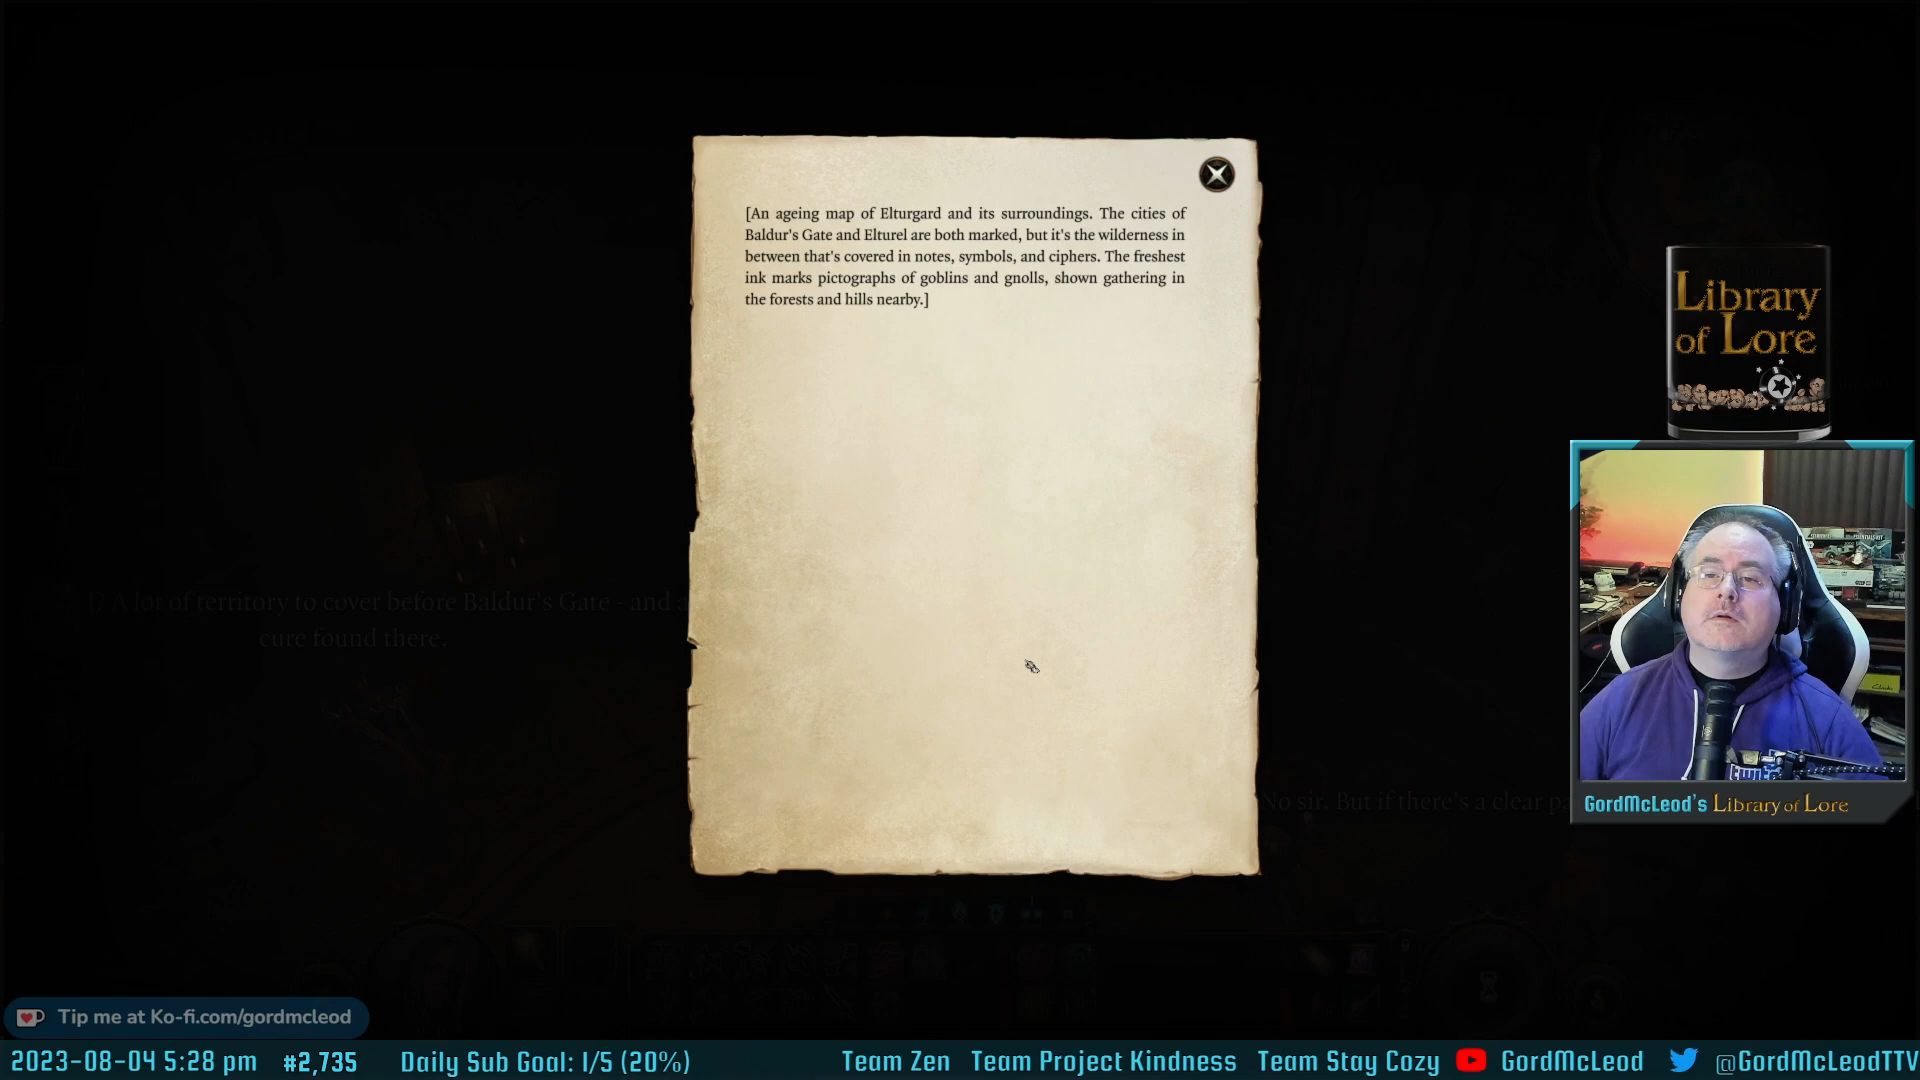 [An ageing map of Elturgard and its surroundings. The cities of
Baldur's Gate and Elturel are both marked, but it's the wilderness in
between that's covered in notes, symbols, and ciphers. The freshest
ink marks pictographs of goblins and gnolls, shown gathering in
the forests and hills nearby.]
A lot of territory to cover before Baldur's Gate - and a
cure found there.
No sir. But if there's a clear pa
Library
of Lore
GordMcLeod's Library of Lore
Tip me at Ko-fi.com/gordmcleod
2023-08-04 5:28 pm #2,735 Daily Sub Goal: 1/5 (20%) Team Zen Team Project Kindness Team Stay Cozy GordMcLeod @GordMcLeodTTV